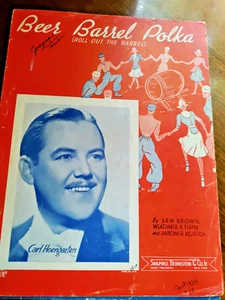 Beer Barrel Polka
(ROLL OUT THE BARREL)
By LEW BROWN,
WLADIMIR A. TIMM
and JAROMIR VEJVODA
Carl Hoengarten
SHAPIRO, BERNSTEIN & Co. Inc.